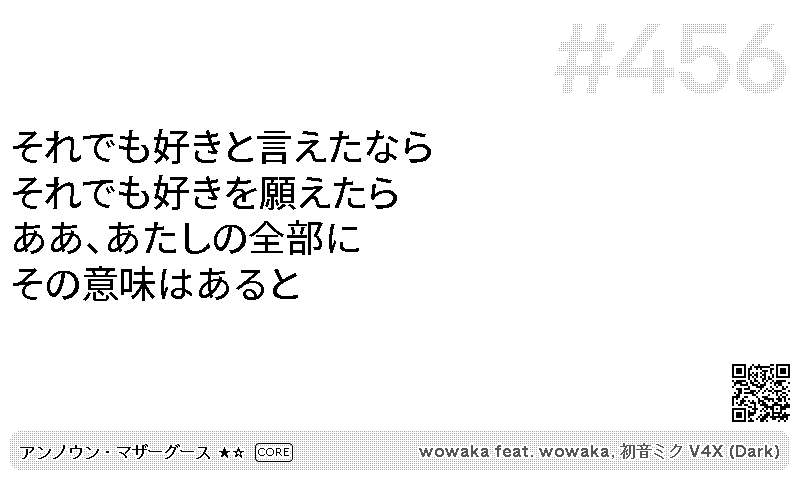 #456
それでも好きと言えたなら
それでも好きを願えたら
ああ、あたしの全部に
その意味はあると
アンノウン・マザーグース ★☆ CORE
wowaka feat. wowaka, 初音ミク V4X (Dark)